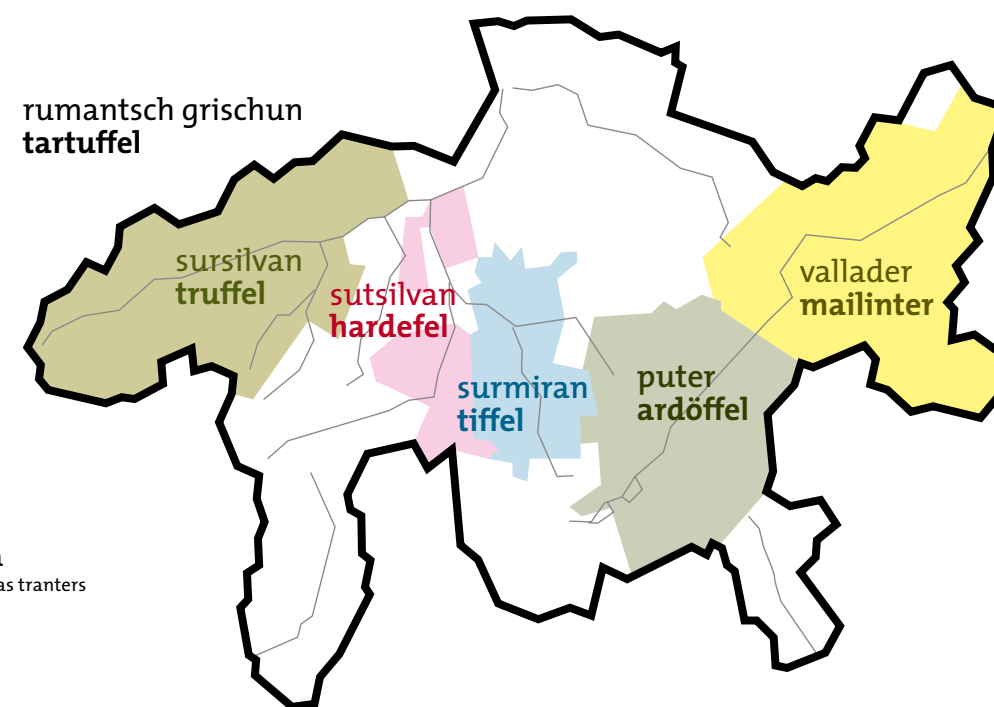 rumantsch grischun
tartuffel
sursilvan
truffel
sutsilvan
hardefel
surmiran
tiffel
puter
ardöffel
vallader
mailinter
as tranters